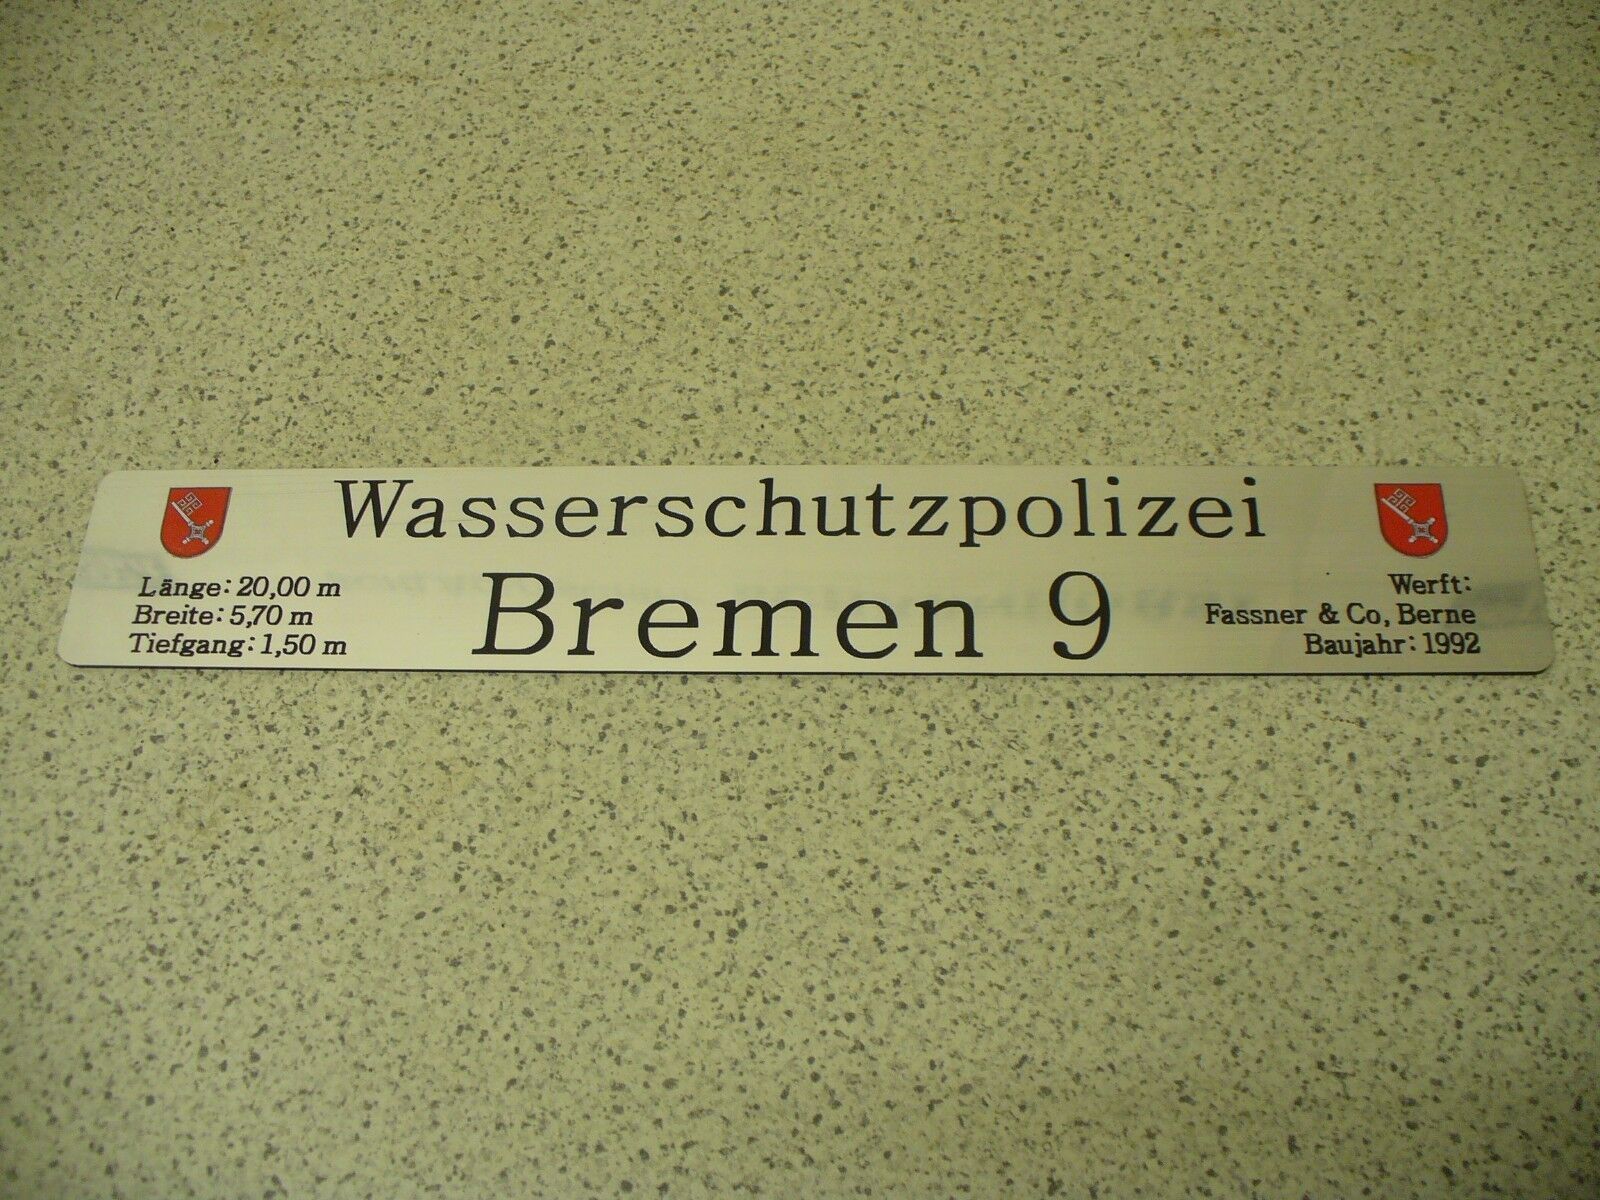 Wasserschutzpolizei
Bremen 9
Länge: 20,00 m
Breite: 5,70 m
Tiefgang: 1,50 m
Werft:
Fassner & Co, Berne
Baujahr: 1992